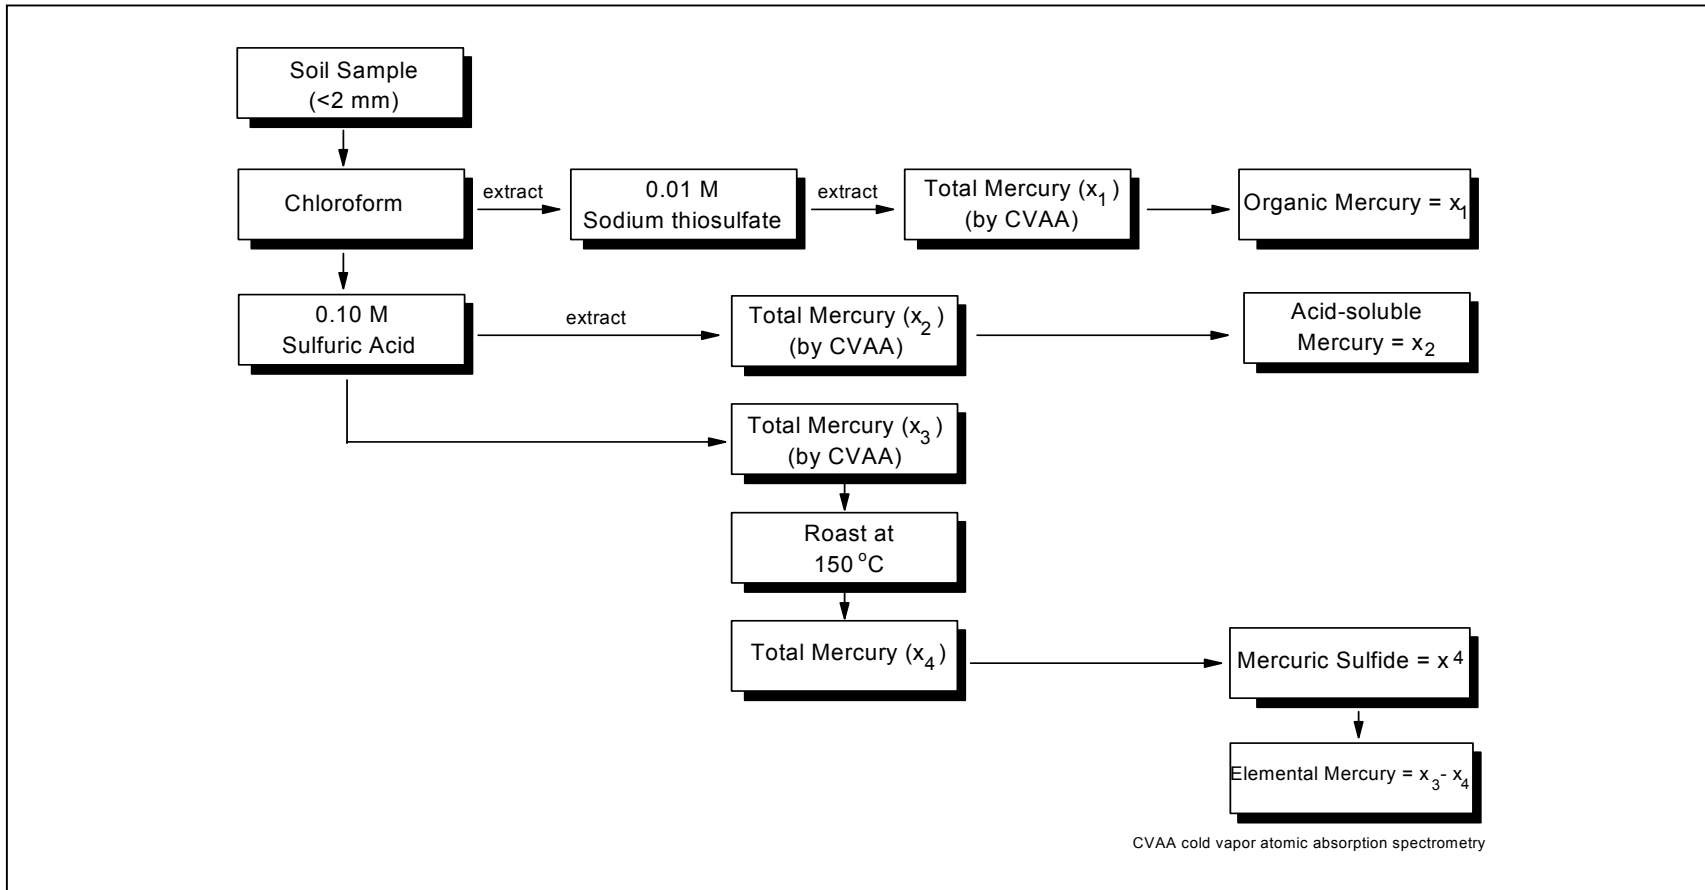 Soil Sample
(<2 mm)
Chloroform
extract
0.01 M
Sodium thiosulfate
extract
Total Mercury (x₁)
(by CVAA)
Organic Mercury = x₁
0.10 M
Sulfuric Acid
extract
Total Mercury (x₂)
(by CVAA)
Acid-soluble
Mercury = x₂
Total Mercury (x₃)
(by CVAA)
Roast at
150 °C
Total Mercury (x₄)
Mercuric Sulfide = x⁴
Elemental Mercury = x₃- x₄
CVAA cold vapor atomic absorption spectrometry